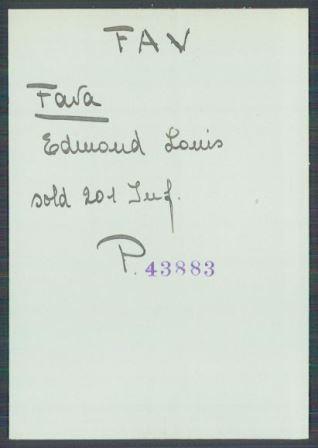 FAV
Fava
Edmond Louis
sold 201 Inf.
P. 43883